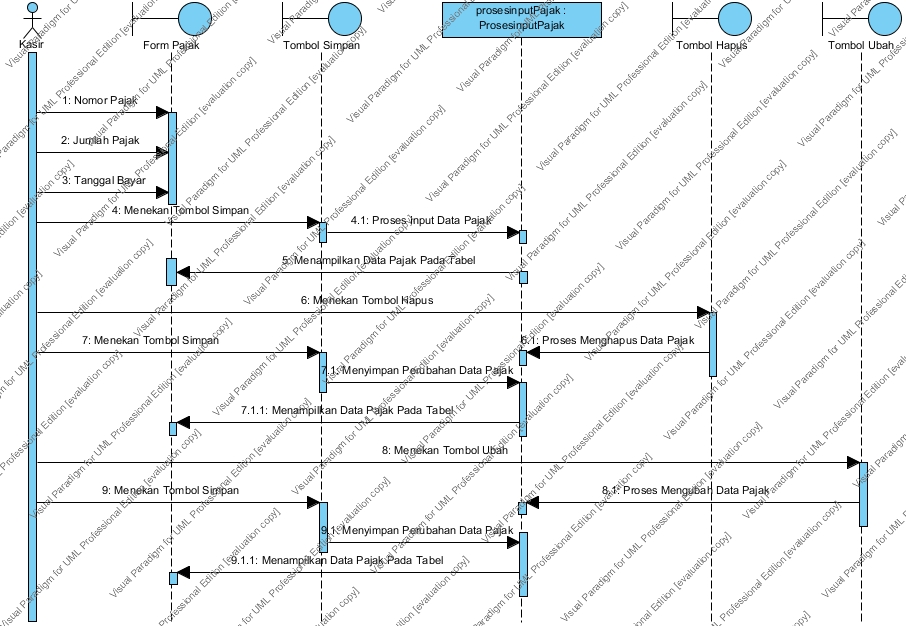 prosesinputPajak :
ProsesinputPajak
Kasir
Form Pajak
Tombol Simpan
Tombol Hapus
Tombol Ubah
1: Nomor Pajak
2: Jumlah Pajak
3: Tanggal Bayar
4: Menekan Tombol Simpan
4.1: Proses Input Data Pajak
5: Menampilkan Data Pajak Pada Tabel
6: Menekan Tombol Hapus
7: Menekan Tombol Simpan
6.1: Proses Menghapus Data Pajak
7.1: Menyimpan Perubahan Data Pajak
7.1.1: Menampilkan Data Pajak Pada Tabel
8: Menekan Tombol Ubah
9: Menekan Tombol Simpan
8.1: Proses Mengubah Data Pajak
9.1: Menyimpan Perubahan Data Pajak
9.1.1: Menampilkan Data Pajak Pada Tabel
Visual Paradigm for UML Professional Edition [evaluation copy]